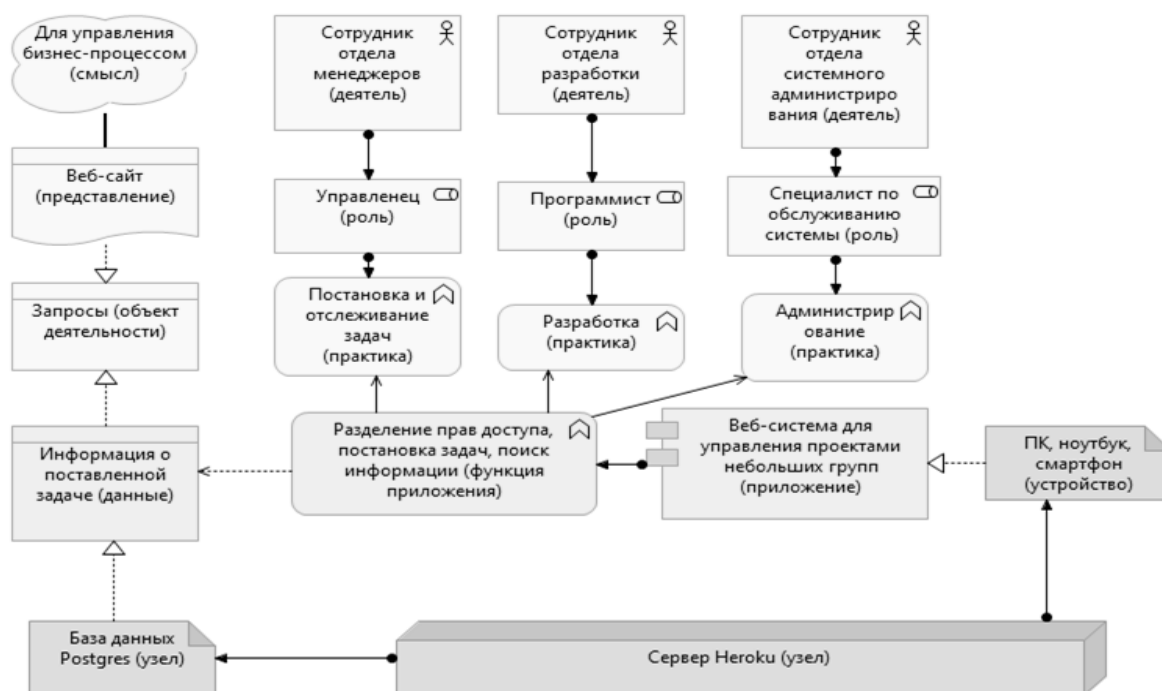 Для управления
бизнес-процессом
(смысл)
Сотрудник
отдела
менеджеров
(деятель)
Сотрудник
отдела
разработки
(деятель)
Сотрудник
отдела
системного
администриро
вания (деятель)
Веб-сайт
(представление)
Управленец
(роль)
Программист
(роль)
Специалист по
обслуживанию
системы (роль)
Запросы (объект
деятельности)
Постановка и
отслеживание
задач
(практика)
Разработка
(практика)
Администрир
ование
(практика)
Информация о
поставленной
задаче (данные)
Разделение прав доступа,
постановка задач, поиск
информации (функция
приложения)
Веб-система для
управления проектами
небольших групп
(приложение)
ПК, ноутбук,
смартфон
(устройство)
База данных
Postgres (узел)
Сервер Heroku (узел)